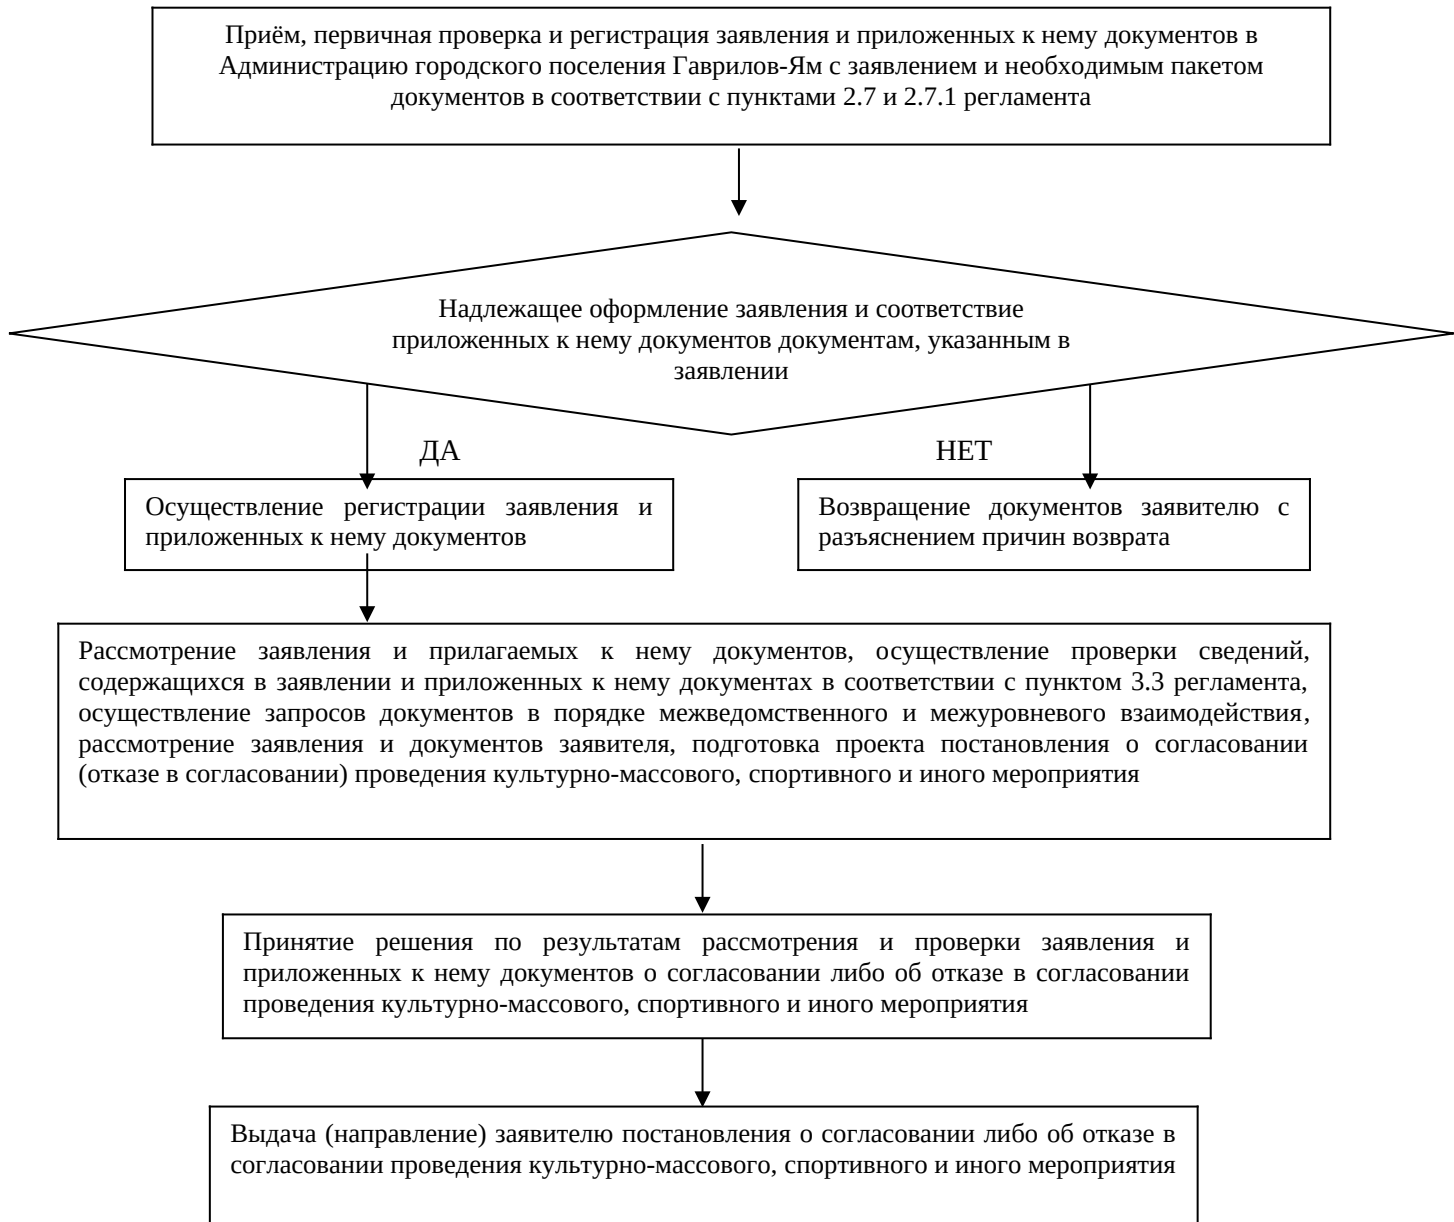 Приём, первичная проверка и регистрация заявления и приложенных к нему документов в
Администрацию городского поселения Гаврилов-Ям с заявлением и необходимым пакетом
документов в соответствии с пунктами 2.7 и 2.7.1 регламента
Надлежащее оформление заявления и соответствие
приложенных к нему документов документам, указанным в
заявлении
ДА
НЕТ
Осуществление регистрации заявления и
приложенных к нему документов
Возвращение документов заявителю с
разъяснением причин возврата
Рассмотрение заявления и прилагаемых к нему документов, осуществление проверки сведений,
содержащихся в заявлении и приложенных к нему документах в соответствии с пунктом 3.3 регламента,
осуществление запросов документов в порядке межведомственного и межуровневого взаимодействия,
рассмотрение заявления и документов заявителя, подготовка проекта постановления о согласовании
(отказе в согласовании) проведения культурно-массового, спортивного и иного мероприятия
Принятие решения по результатам рассмотрения и проверки заявления и
приложенных к нему документов о согласовании либо об отказе в согласовании
проведения культурно-массового, спортивного и иного мероприятия
Выдача (направление) заявителю постановления о согласовании либо об отказе в
согласовании проведения культурно-массового, спортивного и иного мероприятия